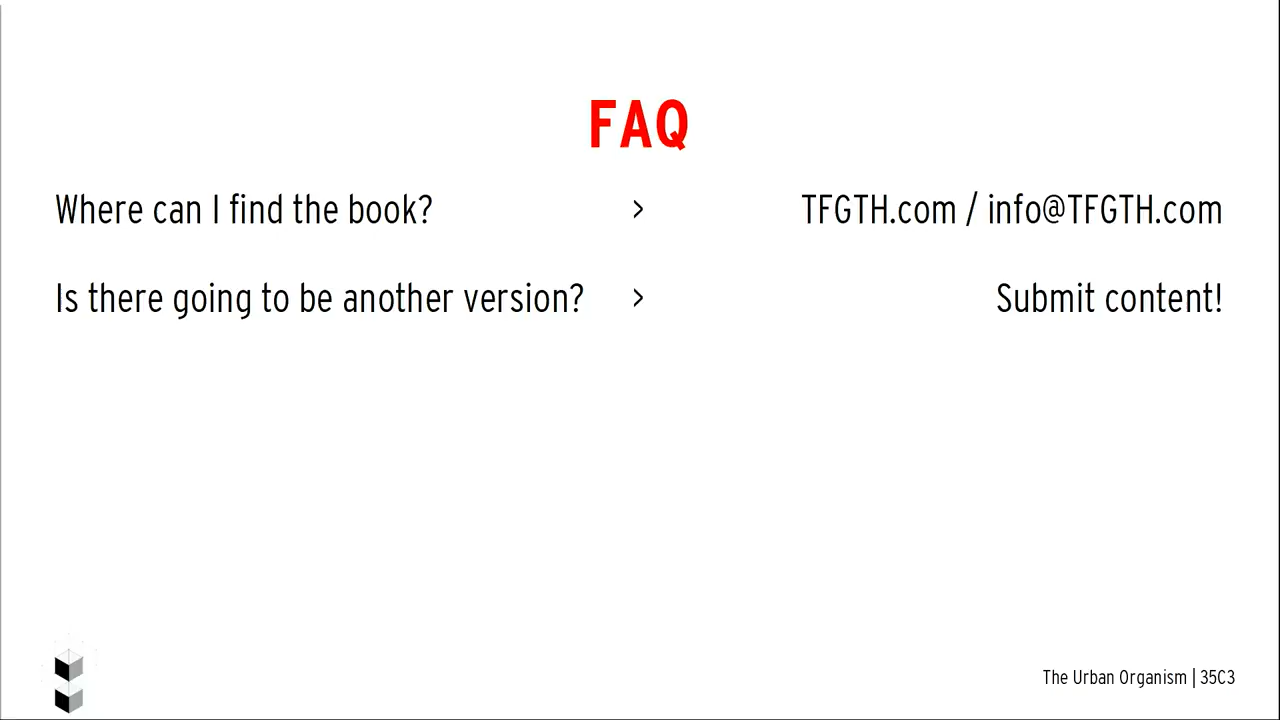 FAQ
Where can I find the book? > TFGTH.com / info@TFGTH.com
Is there going to be another version? > Submit content!
The Urban Organism | 35C3